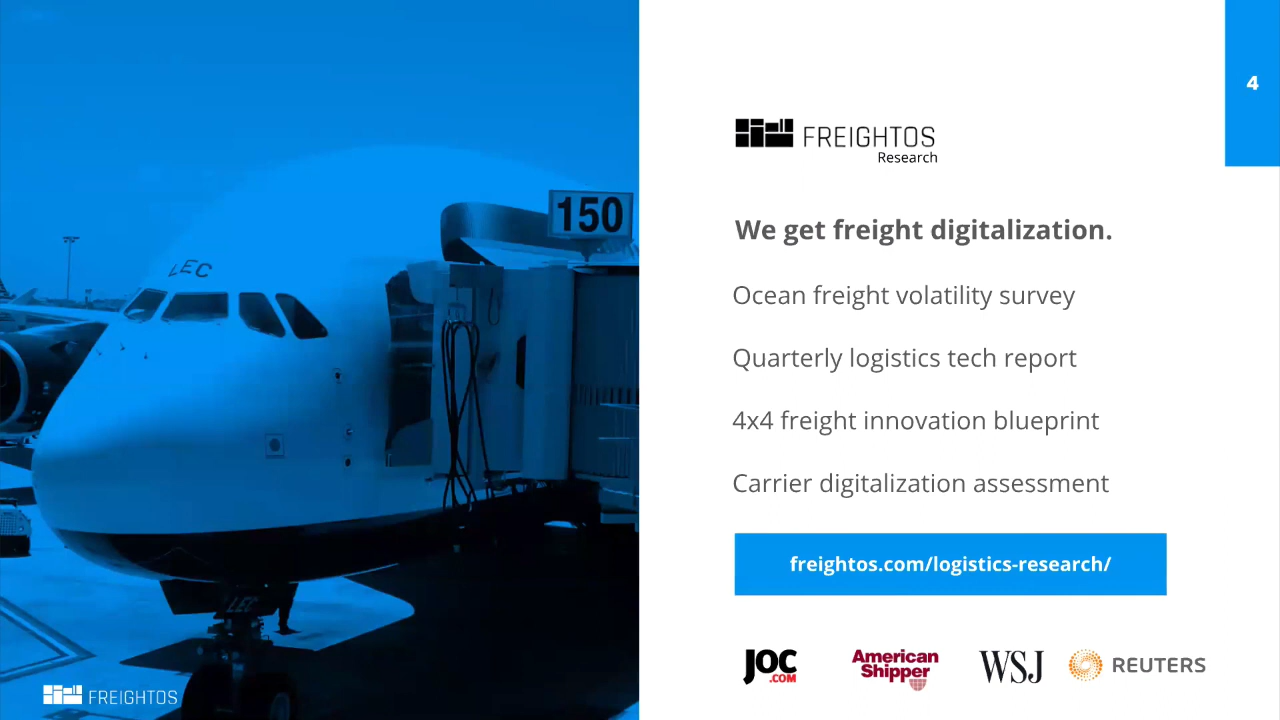 4
FREIGHTOS
Research
We get freight digitalization.
Ocean freight volatility survey
Quarterly logistics tech report
4x4 freight innovation blueprint
Carrier digitalization assessment
freightos.com/logistics-research/
JOC
.COM
American
Shipper
WSJ
REUTERS
150
LEC
LEC
FREIGHTOS